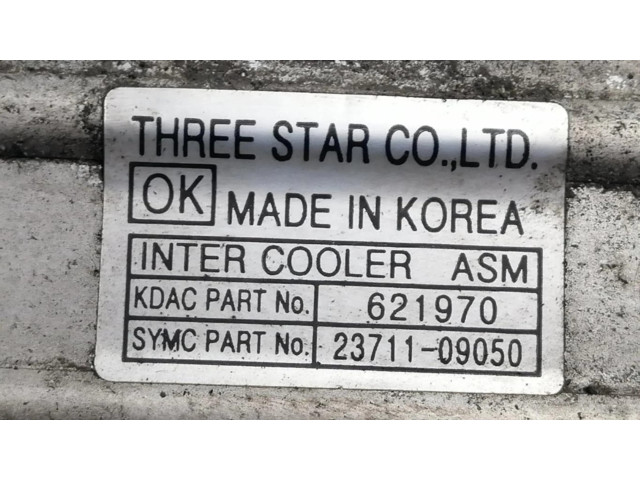 THREE STAR CO.,LTD.
OK MADE IN KOREA
INTER COOLER ASM
KDAC PART No. 621970
SYMC PART No. 23711-09050